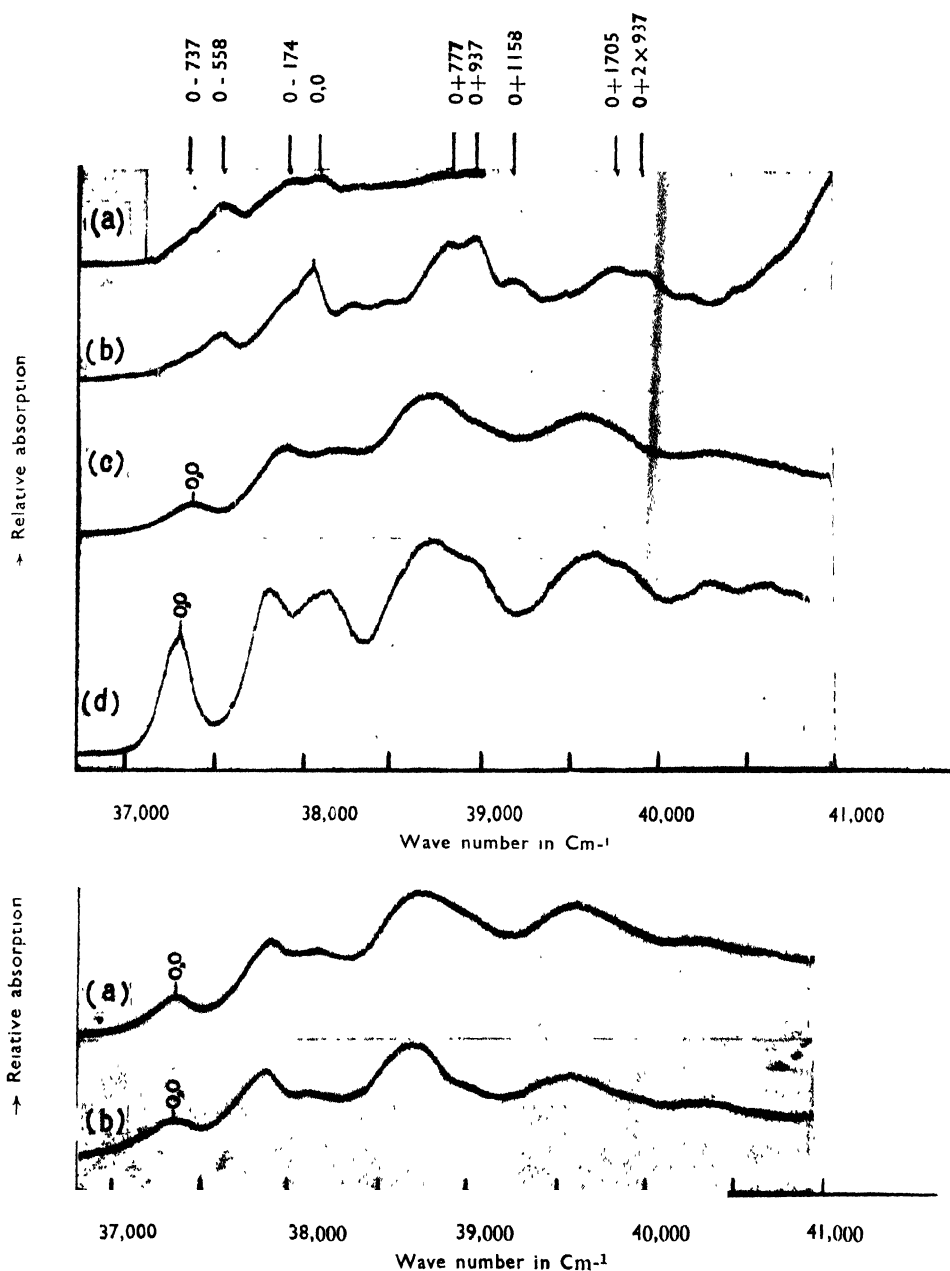 0 - 737
0 - 558
0 - 174
0,0
0+777
0+937
0+1158
0+1705
0+2×937
(a)
(b)
(c)
0,0
(d)
0,0
→ Relative absorption
37,000 38,000 39,000 40,000 41,000
Wave number in Cm-¹
(a)
0,0
(b)
0,0
→ Relative absorption
37,000 38,000 39,000 40,000 41,000
Wave number in Cm-¹